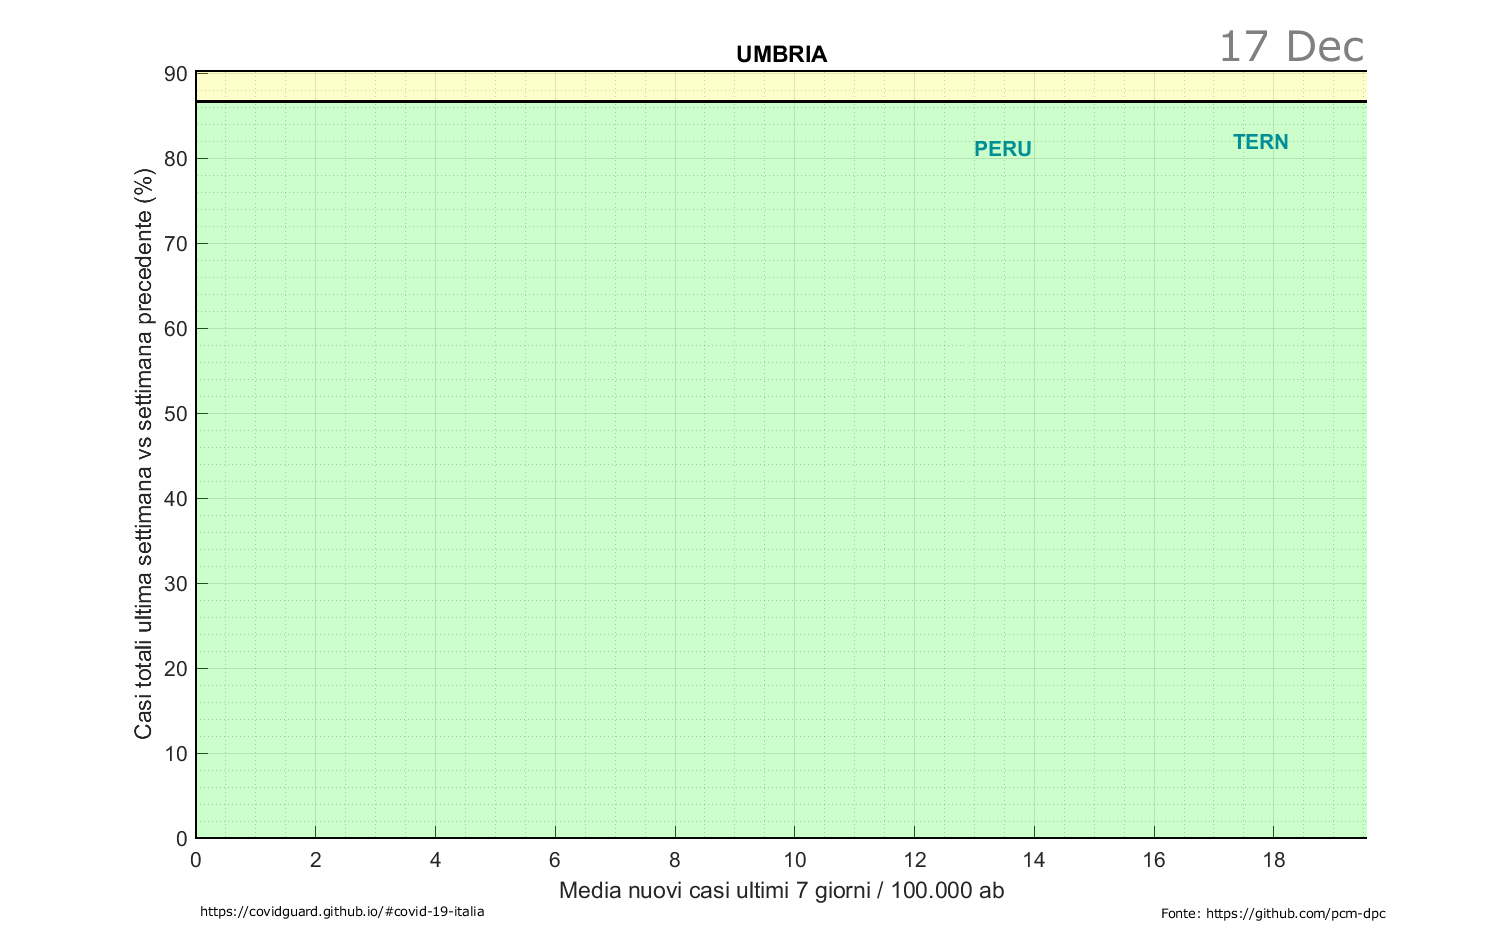 17 Dec
UMBRIA
90
80
70
60
50
40
30
20
10
0
Casi totali ultima settimana vs settimana precedente (%)
PERU
TERN
0 2 4 6 8 10 12 14 16 18
Media nuovi casi ultimi 7 giorni / 100.000 ab
https://covidguard.github.io/#covid-19-italia
Fonte: https://github.com/pcm-dpc